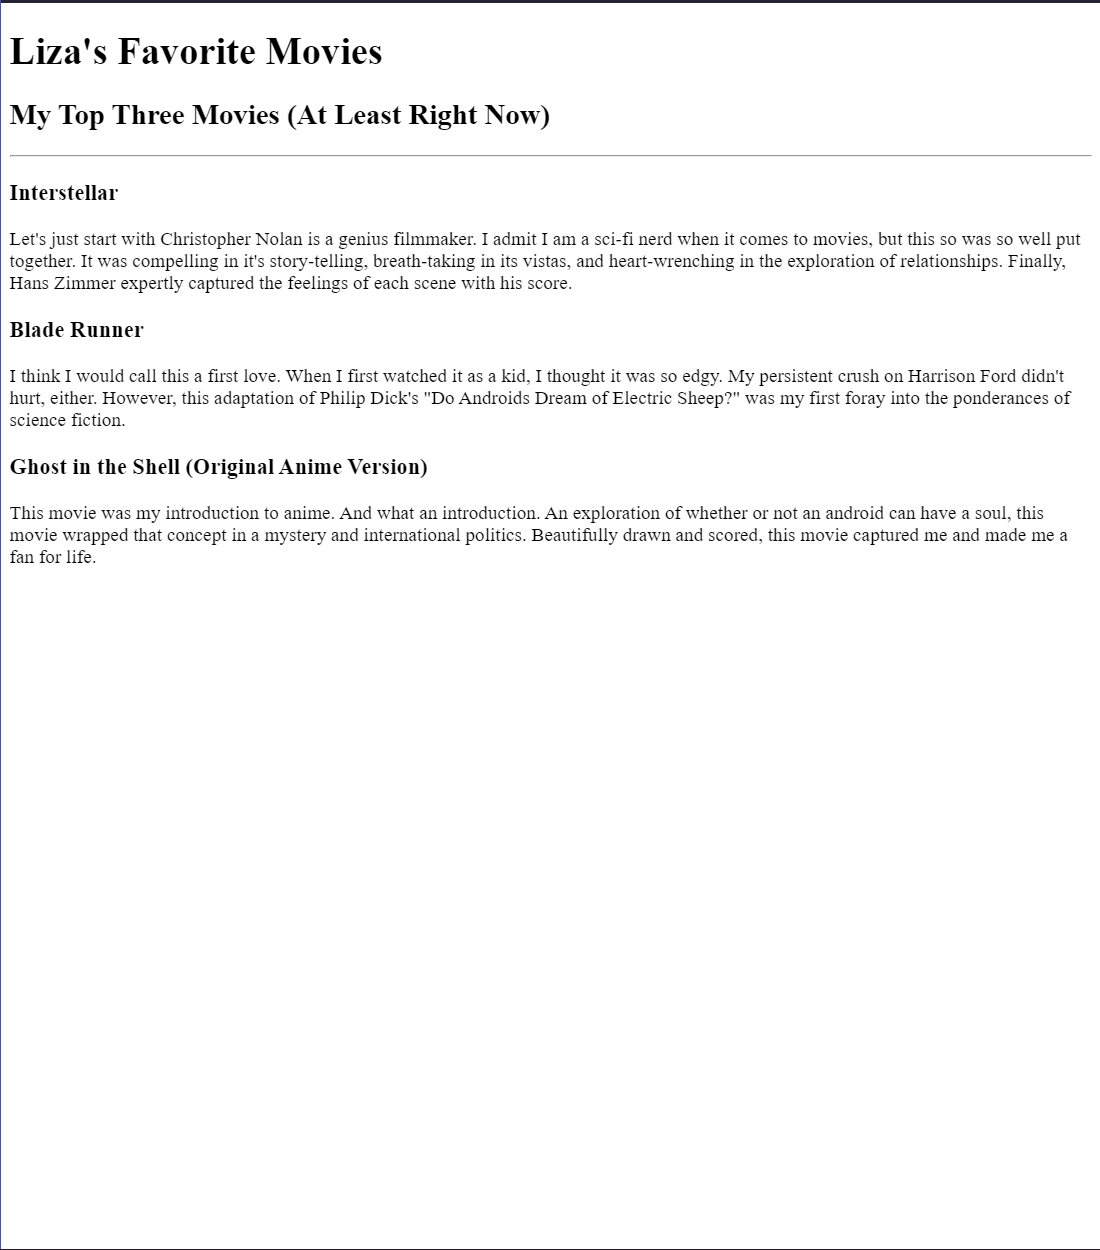 Liza's Favorite Movies
My Top Three Movies (At Least Right Now)
Interstellar
Let's just start with Christopher Nolan is a genius filmmaker. I admit I am a sci-fi nerd when it comes to movies, but this so was so well put
together. It was compelling in it's story-telling, breath-taking in its vistas, and heart-wrenching in the exploration of relationships. Finally,
Hans Zimmer expertly captured the feelings of each scene with his score.
Blade Runner
I think I would call this a first love. When I first watched it as a kid, I thought it was so edgy. My persistent crush on Harrison Ford didn't
hurt, either. However, this adaptation of Philip Dick's "Do Androids Dream of Electric Sheep?" was my first foray into the ponderances of
science fiction.
Ghost in the Shell (Original Anime Version)
This movie was my introduction to anime. And what an introduction. An exploration of whether or not an android can have a soul, this
movie wrapped that concept in a mystery and international politics. Beautifully drawn and scored, this movie captured me and made me a
fan for life.